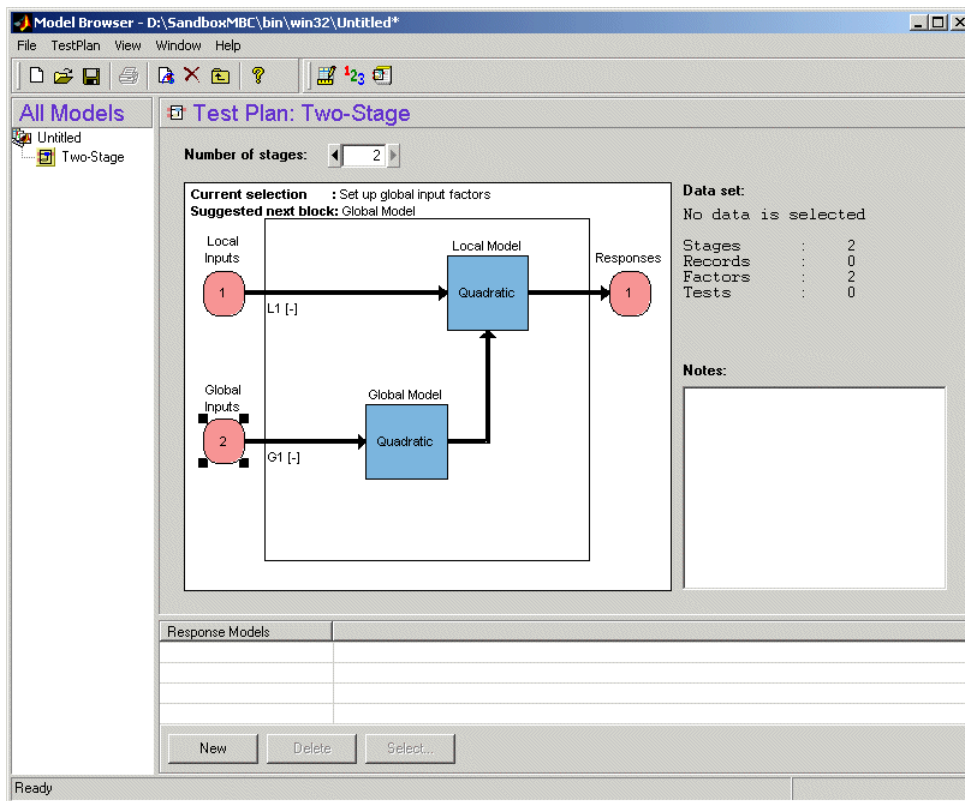 Model Browser - D:\SandboxMBC\bin\win32\Untitled*
File TestPlan View Window Help
123
All Models
Untitled
Two-Stage
Test Plan: Two-Stage
Number of stages: 2
Current selection : Set up global input factors
Suggested next block: Global Model
Local
Inputs
1
L1 [-]
Local Model
Quadratic
Responses
1
Global
Inputs
2
G1 [-]
Global Model
Quadratic
Data set:
No data is selected
Stages : 2
Records : 0
Factors : 2
Tests : 0
Notes:
Response Models
New Delete Select...
Ready